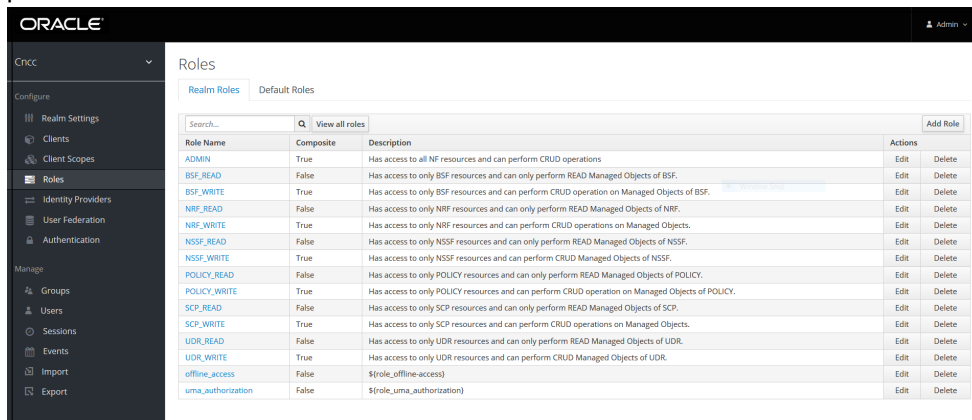 ORACLE®
Admin
Cncc
Configure
Realm Settings
Clients
Client Scopes
Roles
Identity Providers
User Federation
Authentication
Manage
Groups
Users
Sessions
Events
Import
Export
Roles
Realm Roles Default Roles
Search... View all roles Add Role
Role Name Composite Description Actions
ADMIN True Has access to all NF resources and can perform CRUD operations Edit Delete
BSF_READ False Has access to only BSF resources and can only perform READ Managed Objects of BSF. Edit Delete
BSF_WRITE True Has access to only BSF resources and can perform CRUD operation on Managed Objects of BSF. Edit Delete
NRF_READ False Has access to only NRF resources and can only perform READ Managed Objects of NRF. Edit Delete
NRF_WRITE True Has access to only NRF resources and can perform CRUD operations on Managed Objects. Edit Delete
NSSF_READ False Has access to only NSSF resources and can only perform READ Managed Objects of NSSF. Edit Delete
NSSF_WRITE True Has access to only NSSF resources and can perform CRUD Managed Objects of NSSF. Edit Delete
POLICY_READ False Has access to only POLICY resources and can only perform READ Managed Objects of POLICY. Edit Delete
POLICY_WRITE True Has access to only POLICY resources and can perform CRUD operation on Managed Objects of POLICY. Edit Delete
SCP_READ False Has access to only SCP resources and can only perform READ Managed Objects of SCP. Edit Delete
SCP_WRITE True Has access to only SCP resources and can perform CRUD operations on Managed Objects. Edit Delete
UDR_READ False Has access to only UDR resources and can only perform READ Managed Objects of UDR. Edit Delete
UDR_WRITE True Has access to only UDR resources and can perform CRUD Managed Objects of UDR. Edit Delete
offline_access False ${role_offline-access} Edit Delete
uma_authorization False ${role_uma_authorization} Edit Delete